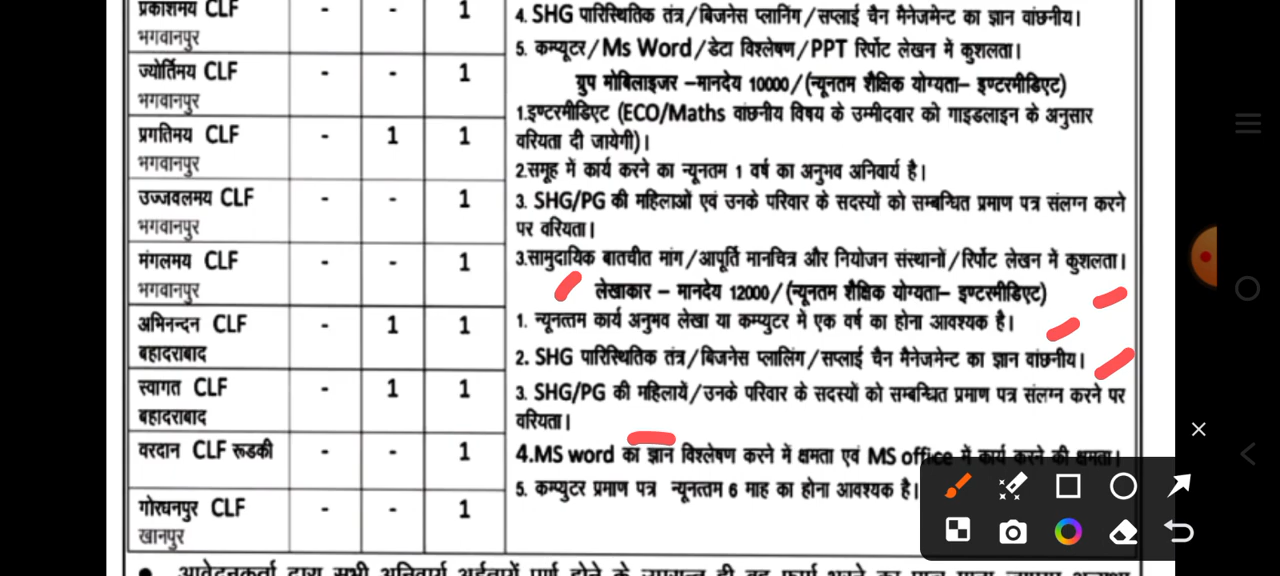 प्रकाशमय CLF - - 1
भगवानपुर
ज्योर्तिमय CLF - - 1
भगवानपुर
प्रगतिमय CLF - 1 1
भगवानपुर
उज्जवलमय CLF - - 1
भगवानपुर
मंगलमय CLF - - 1
भगवानपुर
अभिनन्दन CLF - 1 1
बहादराबाद
स्वागत CLF - 1 1
बहादराबाद
वरदान CLF रूडकी - - 1
गोरधनपुर CLF - - 1
खानपुर
4. SHG पारिस्थितिक तंत्र/बिजनेस प्लानिंग/सप्लाई चैन मैनेजमेन्ट का ज्ञान वांछनीय।
5. कम्प्यूटर/Ms Word/डेटा विश्लेषण/PPT रिर्पोट लेखन में कुशलता।
ग्रुप मोबिलाइजर –मानदेय 10000/(न्यूनतम शैक्षिक योग्यता– इण्टरमीडिएट)
1.इण्टरमीडिएट (ECO/Maths वांछनीय विषय के उम्मीदवार को गाइडलाइन के अनुसार
वरियता दी जायेगी)।
2.समूह में कार्य करने का न्यूनतम 1 वर्ष का अनुभव अनिवार्य है।
3. SHG/PG की महिलाओं एवं उनके परिवार के सदस्यों को सम्बन्धित प्रमाण पत्र संलग्न करने
पर वरियता।
3.सामुदायिक बातचीत मांग/आपूर्ति मानचित्र और नियोजन संस्थानों/रिर्पोट लेखन में कुशलता।
लेखाकार – मानदेय 12000/(न्यूनतम शैक्षिक योग्यता– इण्टरमीडिएट)
1. न्यूनत्तम कार्य अनुभव लेखा या कम्प्युटर में एक वर्ष का होना आवश्यक है।
2. SHG पारिस्थितिक तंत्र/बिजनेस प्लालिंग/सप्लाई चैन मैनेजमेन्ट का ज्ञान वांछनीय।
3. SHG/PG की महिलायें/उनके परिवार के सदस्यों को सम्बन्धित प्रमाण पत्र संलग्न करने पर
वरियता।
4.MS word का ज्ञान विश्लेषण करने में क्षमता एवं MS office में कार्य करने की क्षमता।
5. कम्प्युटर प्रमाण पत्र न्यूनत्तम 6 माह का होना आवश्यक है।